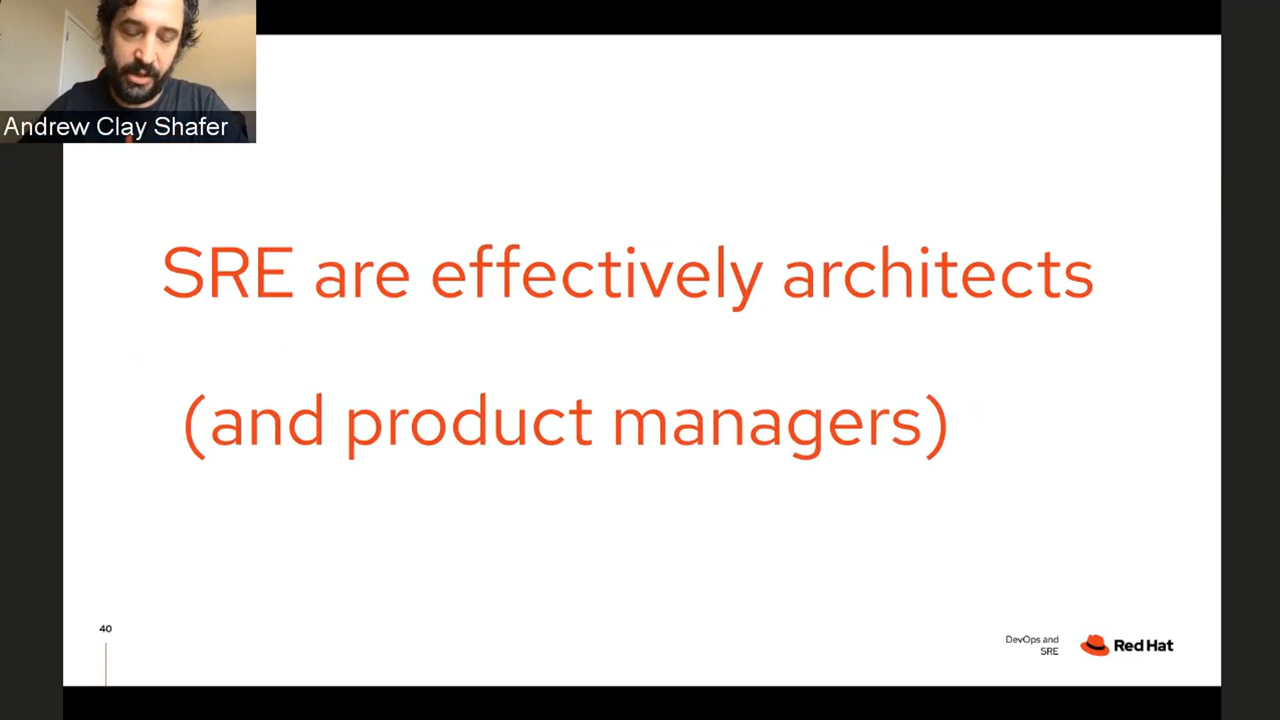 Andrew Clay Shafer
SRE are effectively architects
(and product managers)
40
DevOps and
SRE
Red Hat